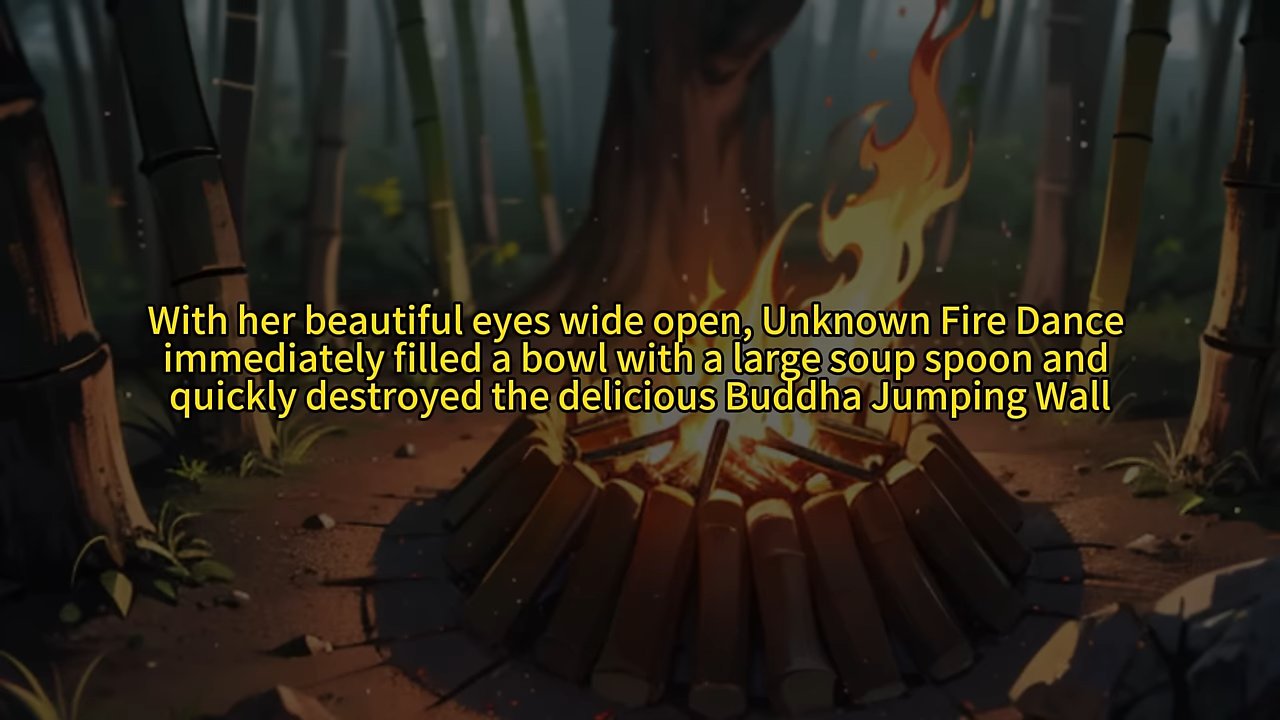 With her beautiful eyes wide open, Unknown Fire Dance
immediately filled a bowl with a large soup spoon and
quickly destroyed the delicious Buddha Jumping Wall